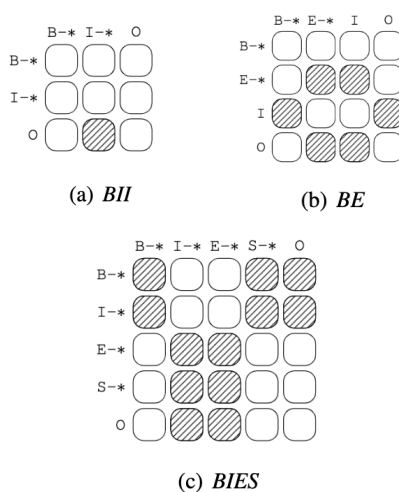 B-* I-* O
B-*
I-*
O
(a) BII
B-* E-* I O
B-*
E-*
I
O
(b) BE
B-* I-* E-* S-* O
B-*
I-*
E-*
S-*
O
(c) BIES